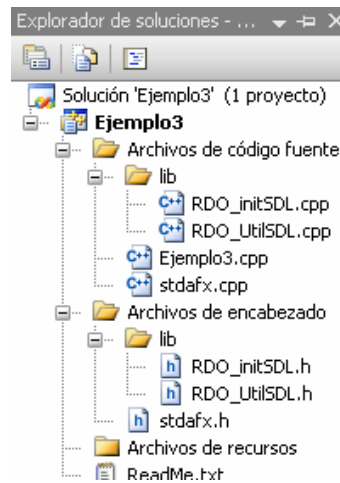 Explorador de soluciones - ...
Solución 'Ejemplo3' (1 proyecto)
Ejemplo3
Archivos de código fuente
lib
RDO_initSDL.cpp
RDO_UtilSDL.cpp
Ejemplo3.cpp
stdafx.cpp
Archivos de encabezado
lib
RDO_initSDL.h
RDO_UtilSDL.h
stdafx.h
Archivos de recursos
ReadMe.txt